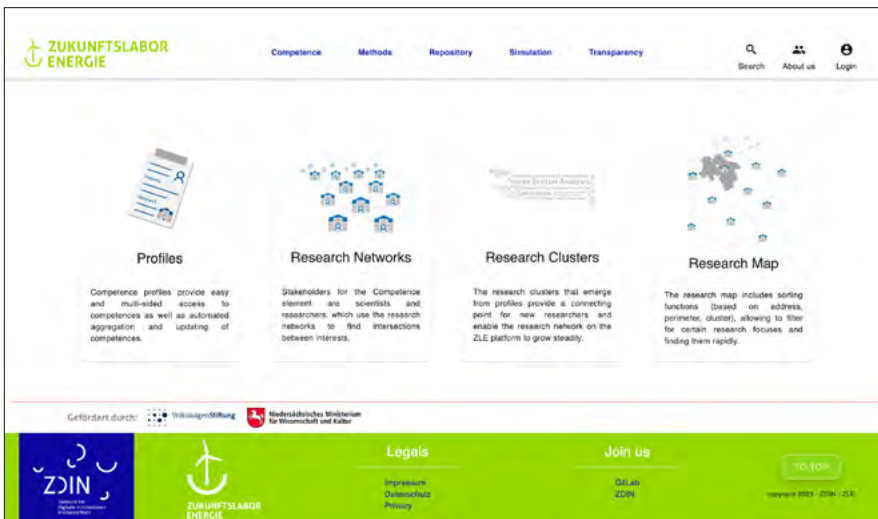 ZUKUNFTSLABOR
ENERGIE
Competence
Methods
Repository
Simulation
Transparency
Search
About us
Login
Profiles
Competence profiles provide easy
and multi-sided access to
competences as well as automated
aggregation and updating of
competences.
Research Networks
Stakeholders for the Competence
element are scientists and
researchers, which use the research
networks to find intersections
between interests.
Research Clusters
The research clusters that emerge
from profiles provide a connecting
point for new researchers and
enable the research network on the
ZLE platform to grow steadily.
Research Map
The research map includes sorting
functions (based on address,
perimeter, cluster), allowing to filter
for certain research focuses and
finding them rapidly.
Gefördert durch:
VolkswagenStiftung
Niedersächsisches Ministerium
für Wissenschaft und Kultur
ZDIN
ZUKUNFTSLABOR
ENERGIE
Legals
Impressum
Datenschutz
Privacy
Join us
GitLab
ZDIN
TO TOP
copyright 2023 - ZDIN - ZLE